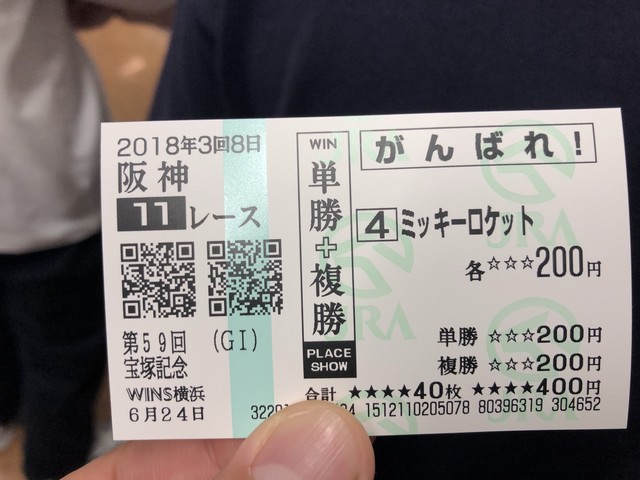 2018年3回8日
阪神
11レース
第59回 (GI)
宝塚記念
WINS横浜
6月24日
WIN
単勝+複勝
PLACE
SHOW
がんばれ!
4 ミッキーロケット
各☆☆☆200円
単勝 ☆☆☆200円
複勝 ☆☆☆200円
合計 ★★★★40枚 ★★★★400円
1512110205078 80396319 304652
JRA
JRA